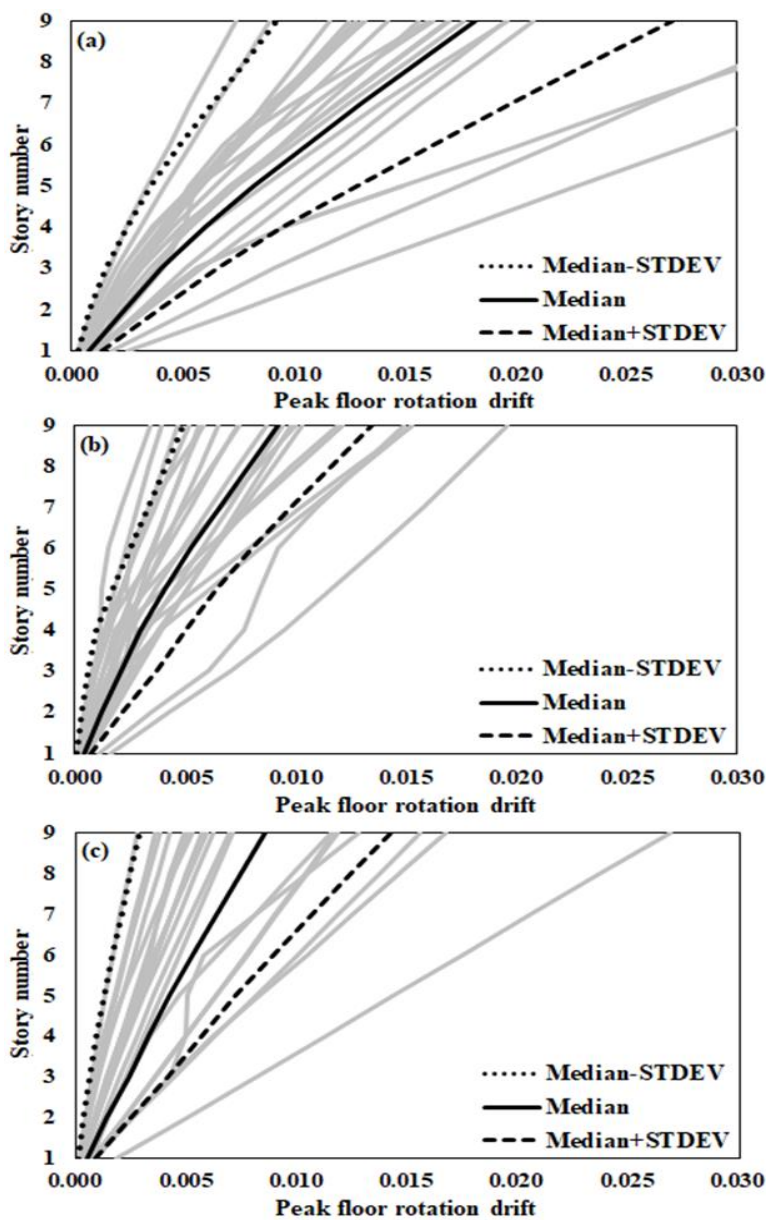 9
(a)
8
7
6
5
4
3
2
1
Story number
Median-STDEV
Median
Median+STDEV
0.000 0.005 0.010 0.015 0.020 0.025 0.030
Peak floor rotation drift
9
(b)
8
7
6
5
4
3
2
1
Story number
Median-STDEV
Median
Median+STDEV
0.000 0.005 0.010 0.015 0.020 0.025 0.030
Peak floor rotation drift
9
(c)
8
7
6
5
4
3
2
1
Story number
Median-STDEV
Median
Median+STDEV
0.000 0.005 0.010 0.015 0.020 0.025 0.030
Peak floor rotation drift